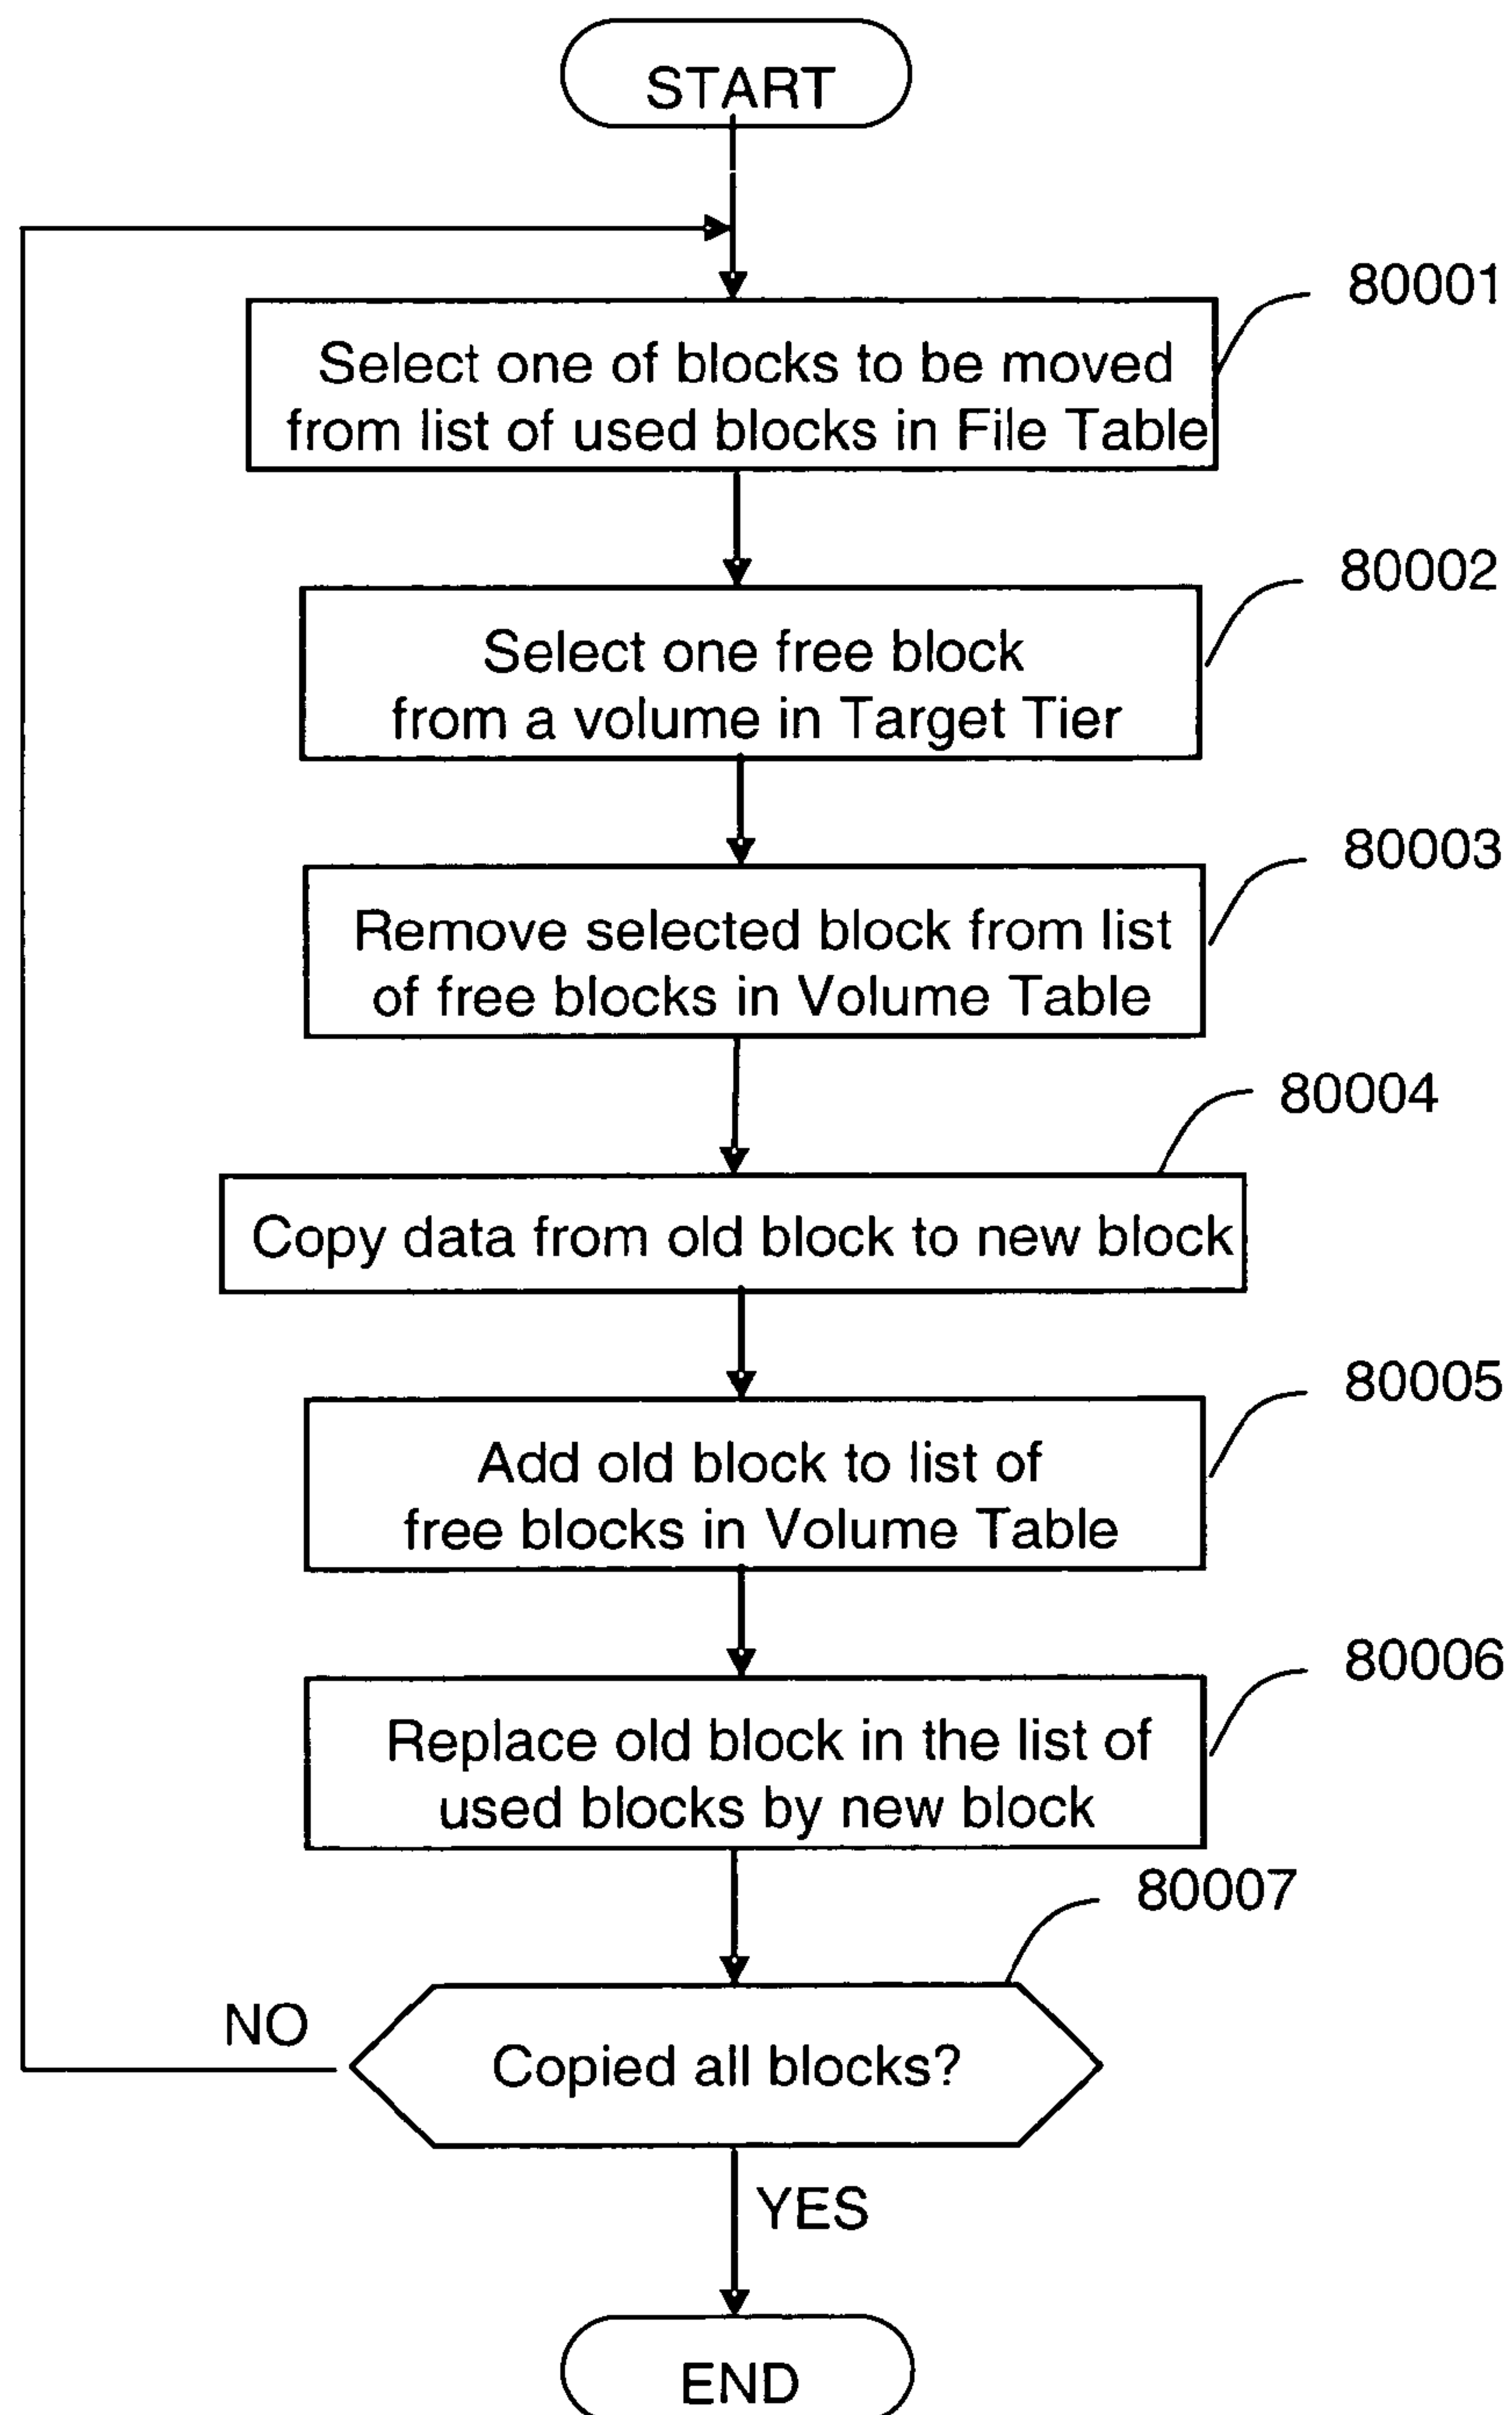 START
80001
Select one of blocks to be moved
from list of used blocks in File Table
80002
Select one free block
from a volume in Target Tier
80003
Remove selected block from list
of free blocks in Volume Table
80004
Copy data from old block to new block
80005
Add old block to list of
free blocks in Volume Table
80006
Replace old block in the list of
used blocks by new block
80007
NO
Copied all blocks?
YES
END